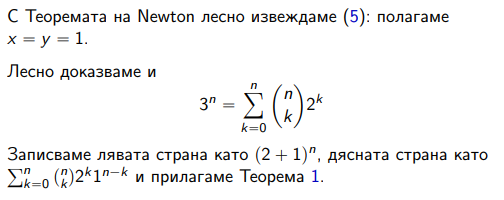 С Теоремата на Newton лесно извеждаме (5): полагаме
x = y = 1.
Лесно доказваме и
3^n = \sum_{k=0}^{n} \binom{n}{k} 2^k
Записваме лявата страна като (2 + 1)^n, дясната страна като
\sum_{k=0}^{n} \binom{n}{k} 2^k 1^{n−k} и прилагаме Теорема 1.